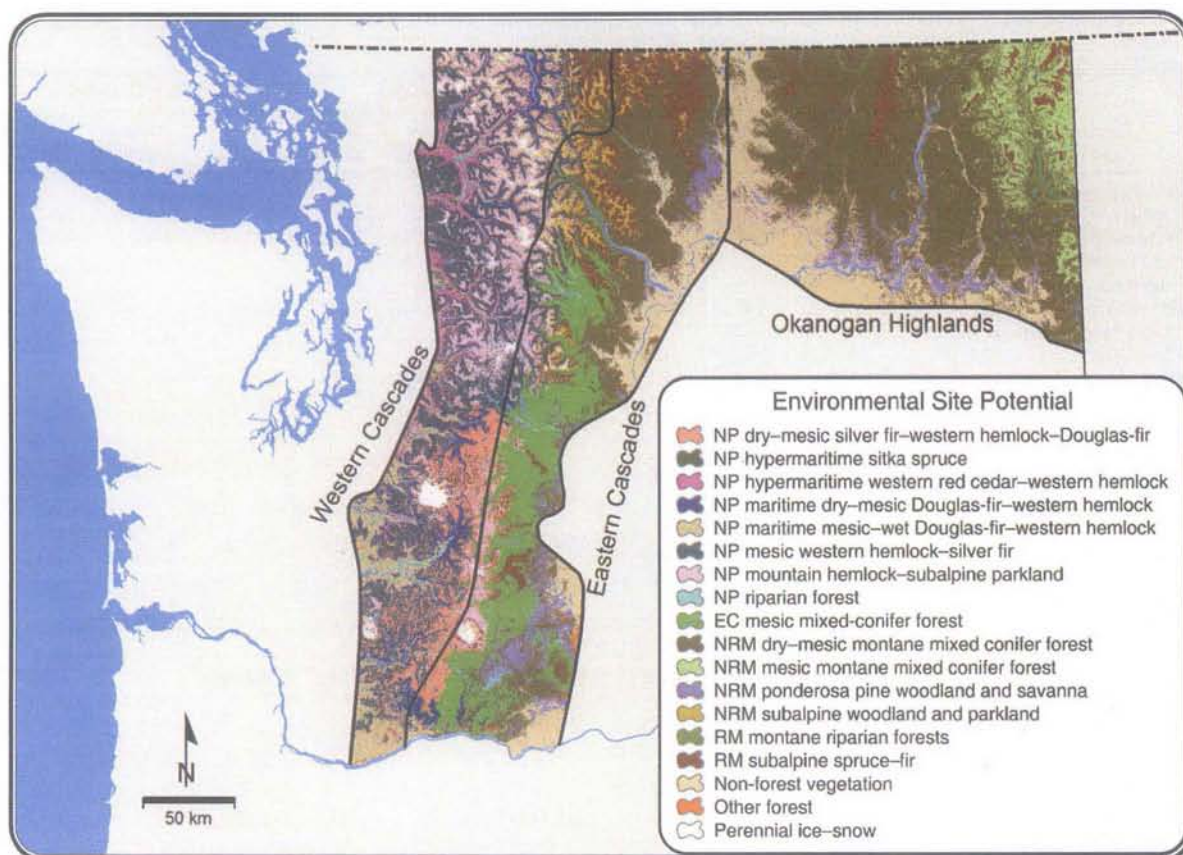 Western Cascades
Eastern Cascades
Okanogan Highlands
Environmental Site Potential
NP dry–mesic silver fir–western hemlock–Douglas-fir
NP hypermaritime sitka spruce
NP hypermaritime western red cedar–western hemlock
NP maritime dry–mesic Douglas-fir–western hemlock
NP maritime mesic–wet Douglas-fir–western hemlock
NP mesic western hemlock–silver fir
NP mountain hemlock–subalpine parkland
NP riparian forest
EC mesic mixed-conifer forest
NRM dry–mesic montane mixed conifer forest
NRM mesic montane mixed conifer forest
NRM ponderosa pine woodland and savanna
NRM subalpine woodland and parkland
RM montane riparian forests
RM subalpine spruce–fir
Non-forest vegetation
Other forest
Perennial ice–snow
N
50 km